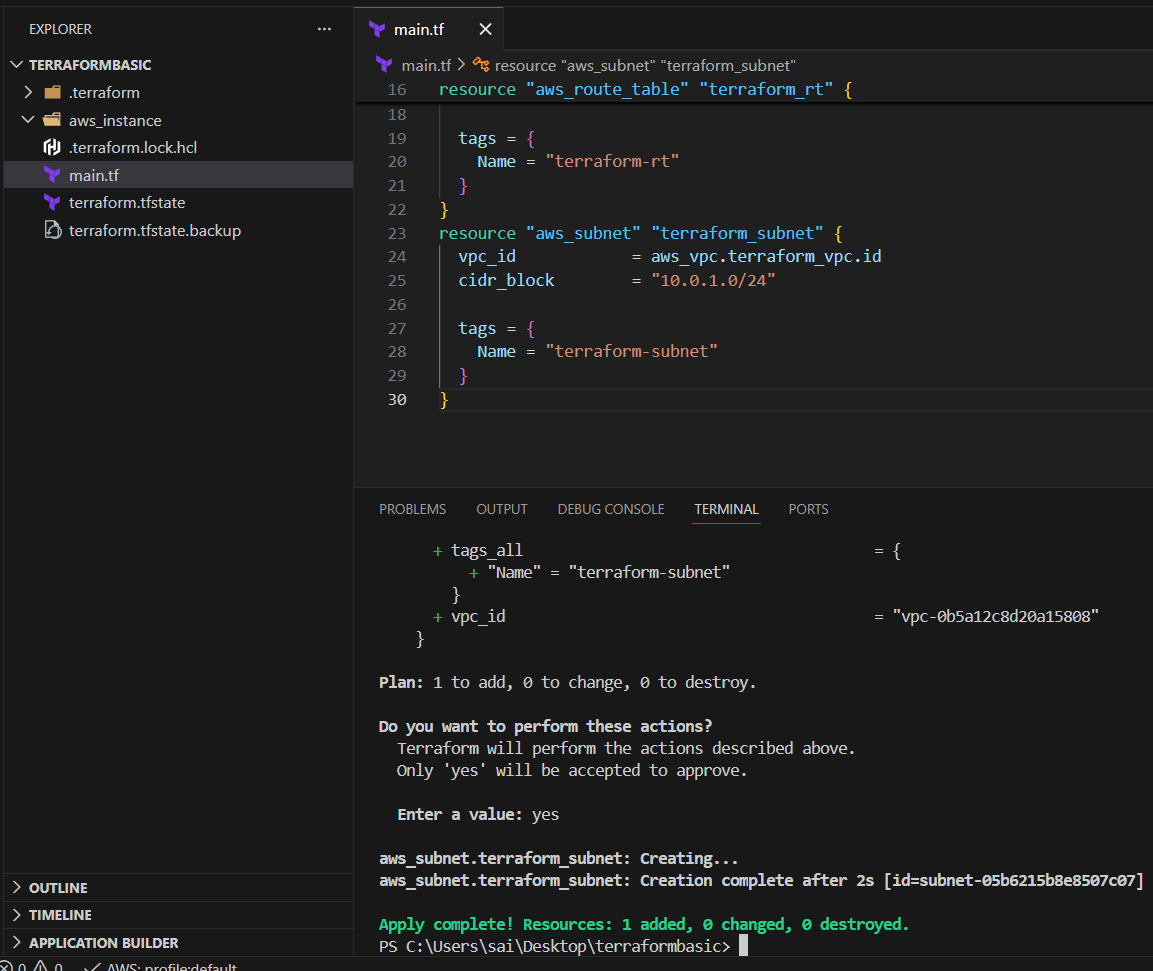 EXPLORER
...
TERRAFORMBASIC
.terraform
aws_instance
.terraform.lock.hcl
main.tf
terraform.tfstate
terraform.tfstate.backup
OUTLINE
TIMELINE
APPLICATION BUILDER
main.tf
main.tf > resource "aws_subnet" "terraform_subnet"
16 resource "aws_route_table" "terraform_rt" {
18
19 tags = {
20 Name = "terraform-rt"
21 }
22 }
23 resource "aws_subnet" "terraform_subnet" {
24 vpc_id = aws_vpc.terraform_vpc.id
25 cidr_block = "10.0.1.0/24"
26
27 tags = {
28 Name = "terraform-subnet"
29 }
30 }
PROBLEMS OUTPUT DEBUG CONSOLE TERMINAL PORTS
+ tags_all = {
+ "Name" = "terraform-subnet"
}
+ vpc_id = "vpc-0b5a12c8d20a15808"
}
Plan: 1 to add, 0 to change, 0 to destroy.
Do you want to perform these actions?
Terraform will perform the actions described above.
Only 'yes' will be accepted to approve.
Enter a value: yes
aws_subnet.terraform_subnet: Creating...
aws_subnet.terraform_subnet: Creation complete after 2s [id=subnet-05b6215b8e8507c07]
Apply complete! Resources: 1 added, 0 changed, 0 destroyed.
PS C:\Users\sai\Desktop\terraformbasic>
0 0 AWS: profile:default